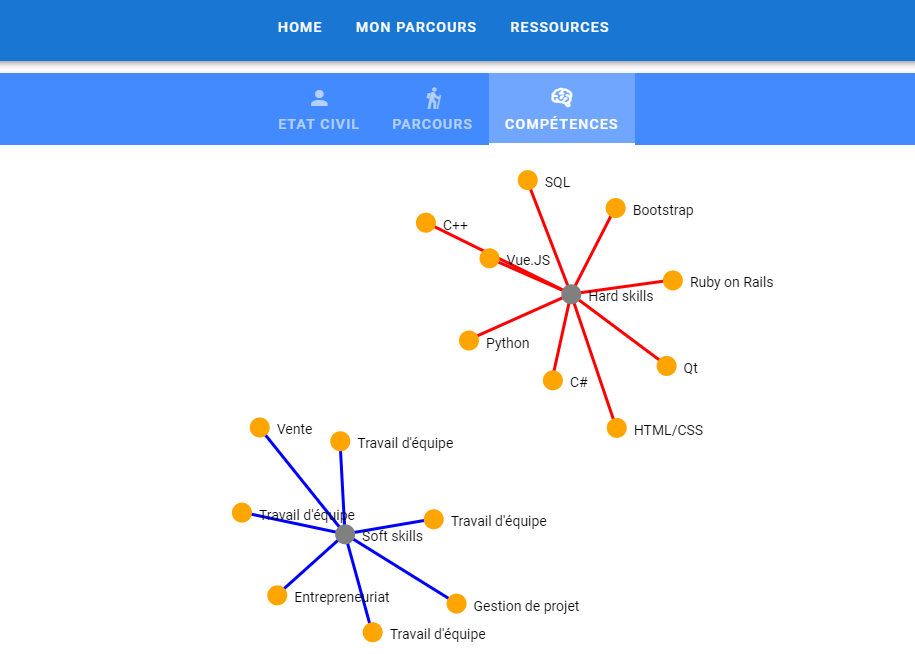 HOME MON PARCOURS RESSOURCES
ETAT CIVIL PARCOURS COMPÉTENCES
SQL
Bootstrap
C++
Vue.JS
Ruby on Rails
Hard skills
Python
Qt
C#
HTML/CSS
Vente
Travail d'équipe
Travail d'équipe
Travail d'équipe
Soft skills
Entrepreneuriat
Gestion de projet
Travail d'équipe